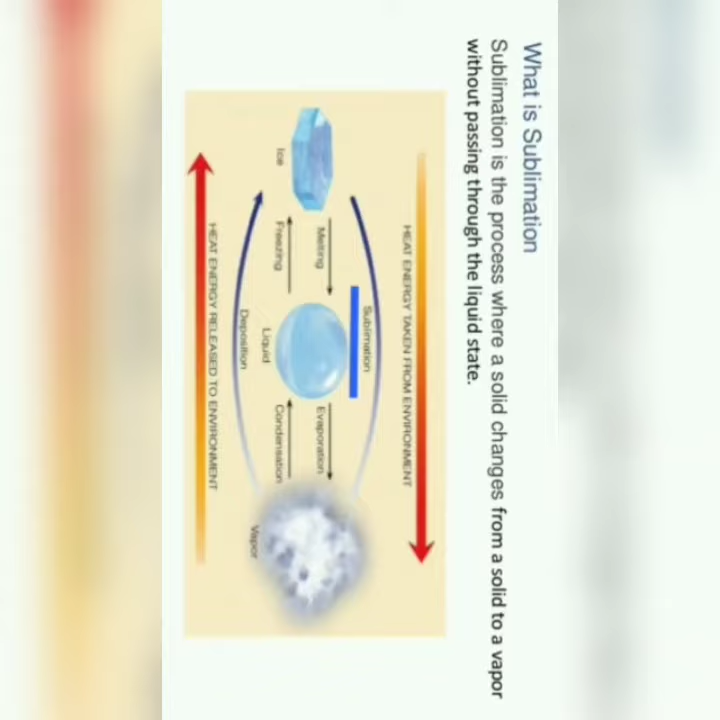 What is Sublimation
Sublimation is the process where a solid changes from a solid to a vapor
without passing through the liquid state.
HEAT ENERGY TAKEN FROM ENVIRONMENT
Sublimation
Melting
Evaporation
Ice
Freezing
Liquid
Condensation
Vapor
Deposition
HEAT ENERGY RELEASED TO ENVIRONMENT